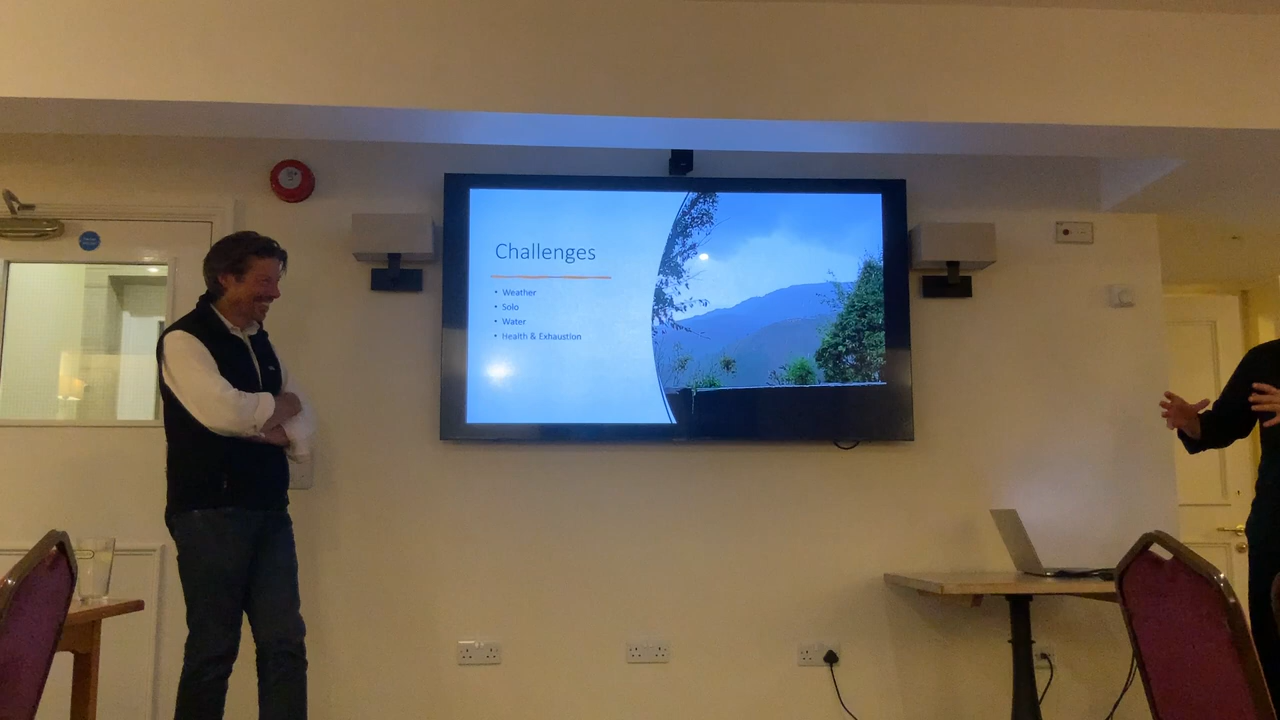 Challenges
• Weather
• Solo
• Water
• Health & Exhaustion